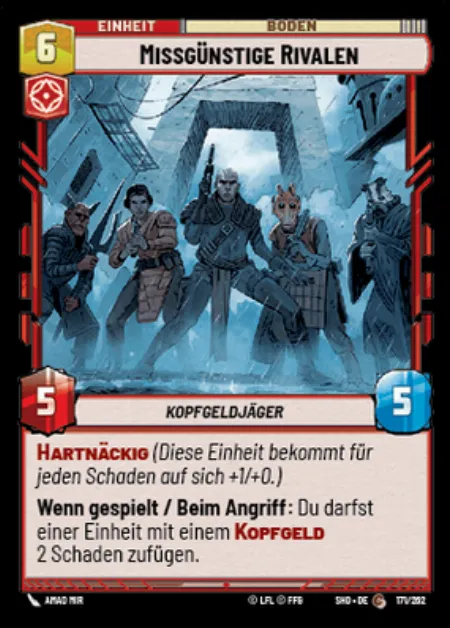 EINHEIT
BODEN
6
MISSGÜNSTIGE RIVALEN
5
KOPFGELDJÄGER
5
HARTNÄCKIG (Diese Einheit bekommt für
jeden Schaden auf sich +1/+0.)
Wenn gespielt / Beim Angriff: Du darfst
einer Einheit mit einem KOPFGELD
2 Schaden zufügen.
AMAD MIR
© LFL © FFG
SHD • DE
C
171/262